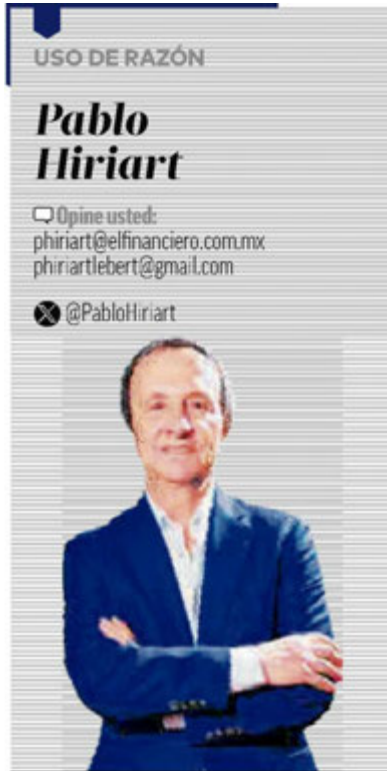 USO DE RAZÓN
Pablo
Hiriart
Opine usted:
phiriart@elfinanciero.com.mx
phiriartlebert@gmail.com
@PabloHiriart